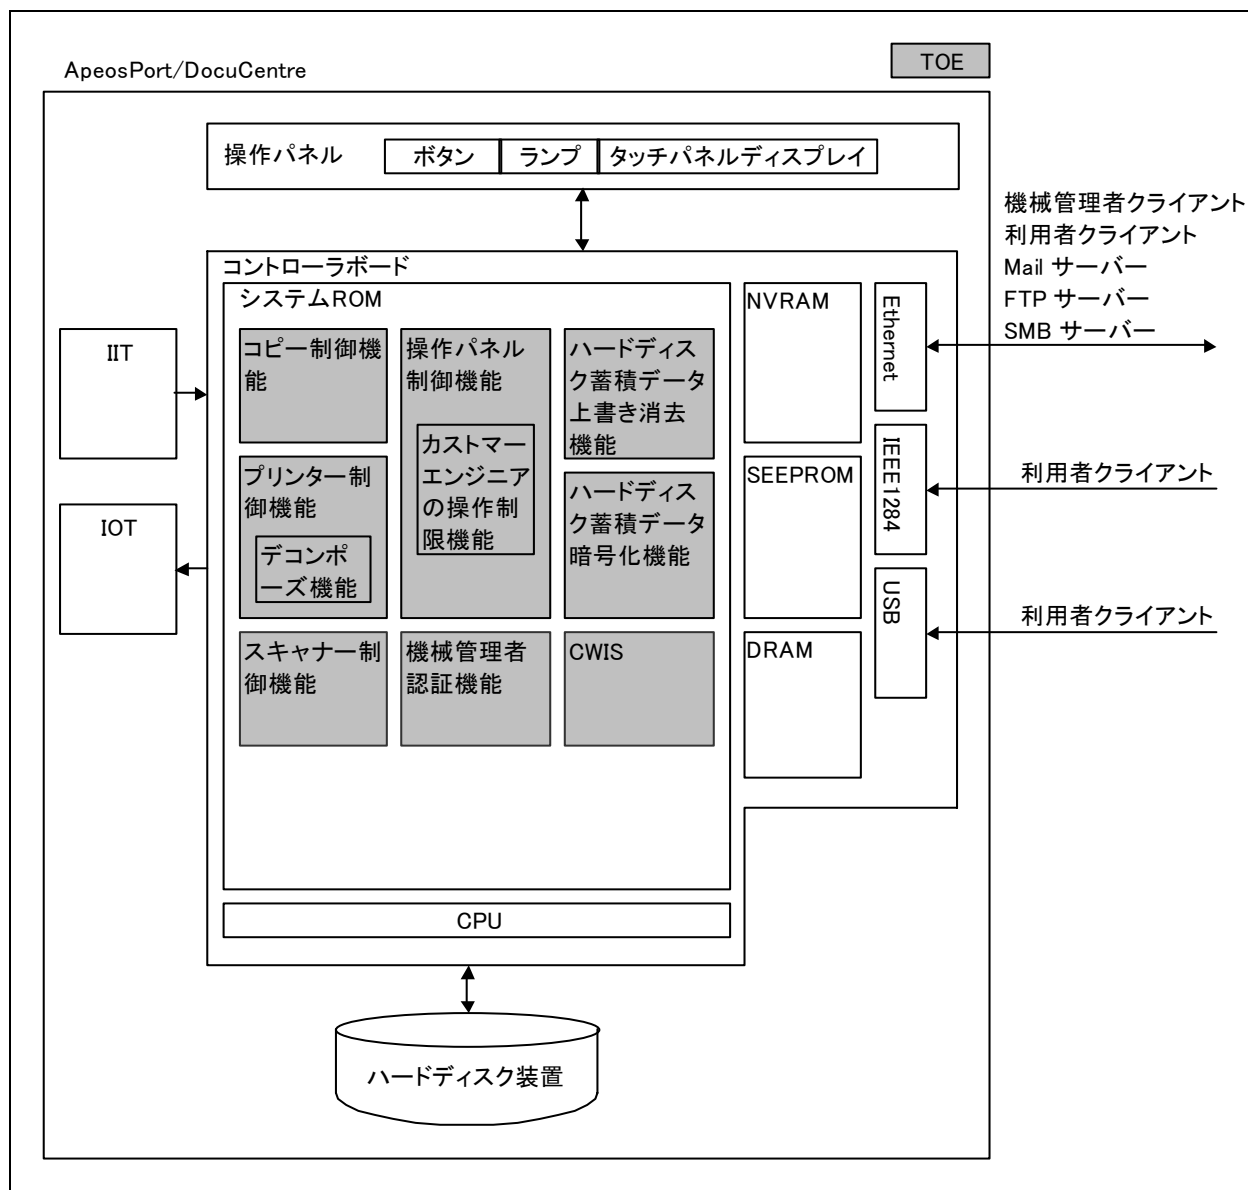 TOE
ApeosPort/DocuCentre
操作パネル
ボタン
ランプ
タッチパネルディスプレイ
機械管理者クライアント
利用者クライアント
Mail サーバー
FTP サーバー
SMB サーバー
コントローラボード
システムROM
コピー制御機
能
操作パネル
制御機能
カストマー
エンジニア
の操作制
限機能
ハードディス
ク蓄積データ
上書き消去
機能
プリンター制
御機能
デコンポ
ーズ機能
ハードディス
ク蓄積データ
暗号化機能
スキャナー制
御機能
機械管理者
認証機能
CWIS
NVRAM
SEEPROM
DRAM
Ethernet
IEEE1284
USB
利用者クライアント
利用者クライアント
IIT
IOT
CPU
ハードディスク装置